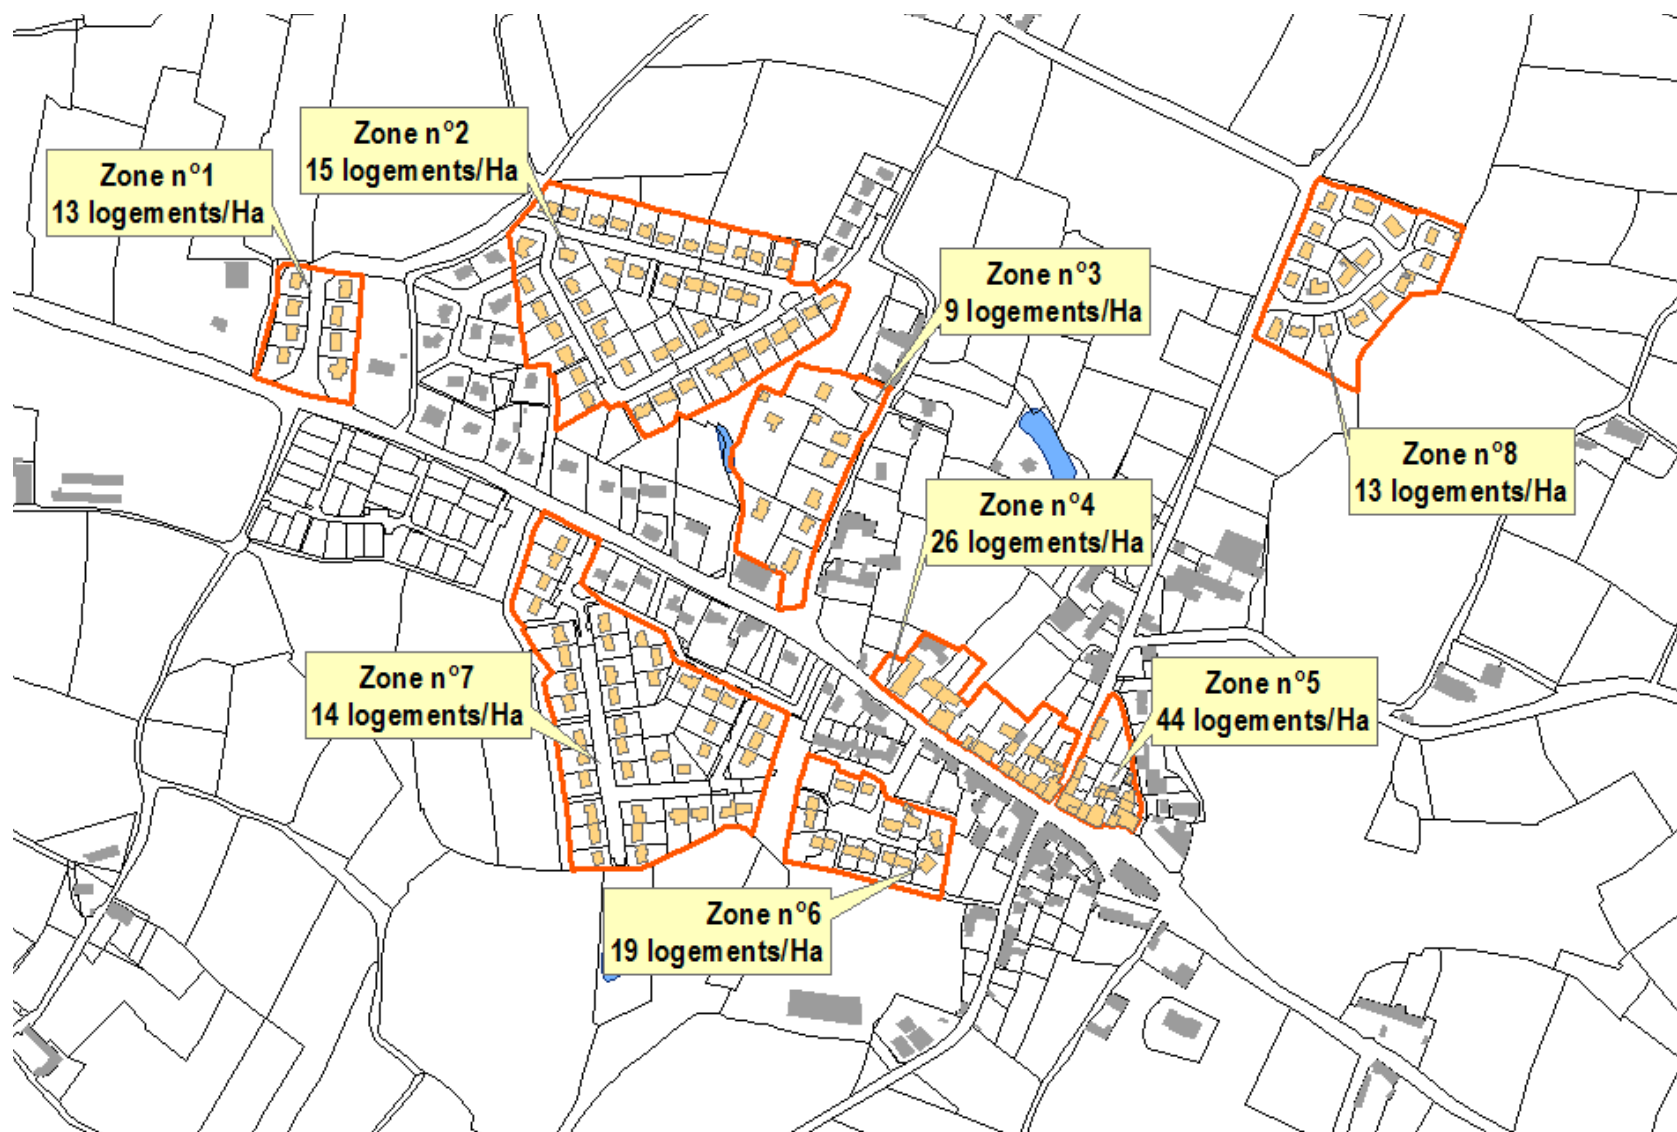 Zone n°2
15 logements/Ha
Zone n°1
13 logements/Ha
Zone n°3
9 logements/Ha
Zone n°8
13 logements/Ha
Zone n°4
26 logements/Ha
Zone n°7
14 logements/Ha
Zone n°5
44 logements/Ha
Zone n°6
19 logements/Ha